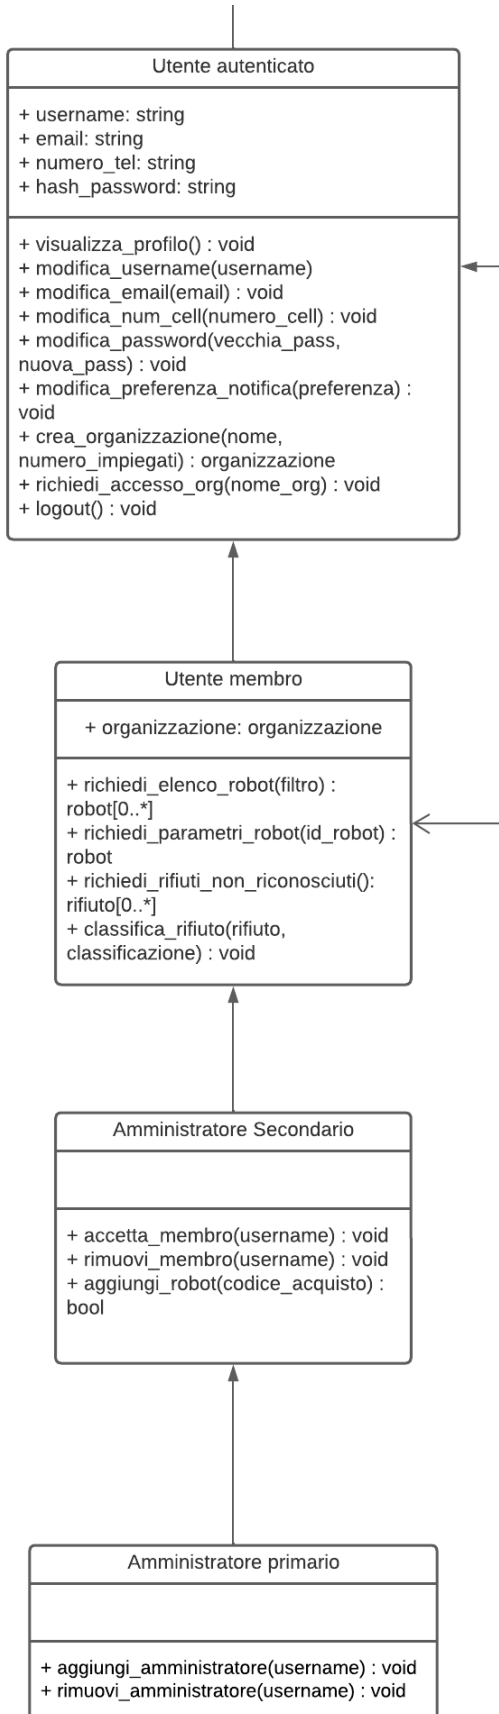 Utente autenticato
+ username: string
+ email: string
+ numero_tel: string
+ hash_password: string
+ visualizza_profilo() : void
+ modifica_username(username)
+ modifica_email(email) : void
+ modifica_num_cell(numero_cell) : void
+ modifica_password(vecchia_pass,
nuova_pass) : void
+ modifica_preferenza_notifica(preferenza) :
void
+ crea_organizzazione(nome,
numero_impiegati) : organizzazione
+ richiedi_accesso_org(nome_org) : void
+ logout() : void
Utente membro
+ organizzazione: organizzazione
+ richiedi_elenco_robot(filtro) :
robot[0..*]
+ richiedi_parametri_robot(id_robot) :
robot
+ richiedi_rifiuti_non_riconosciuti():
rifiuto[0..*]
+ classifica_rifiuto(rifiuto,
classificazione) : void
Amministratore Secondario
+ accetta_membro(username) : void
+ rimuovi_membro(username) : void
+ aggiungi_robot(codice_acquisto) :
bool
Amministratore primario
+ aggiungi_amministratore(username) : void
+ rimuovi_amministratore(username) : void